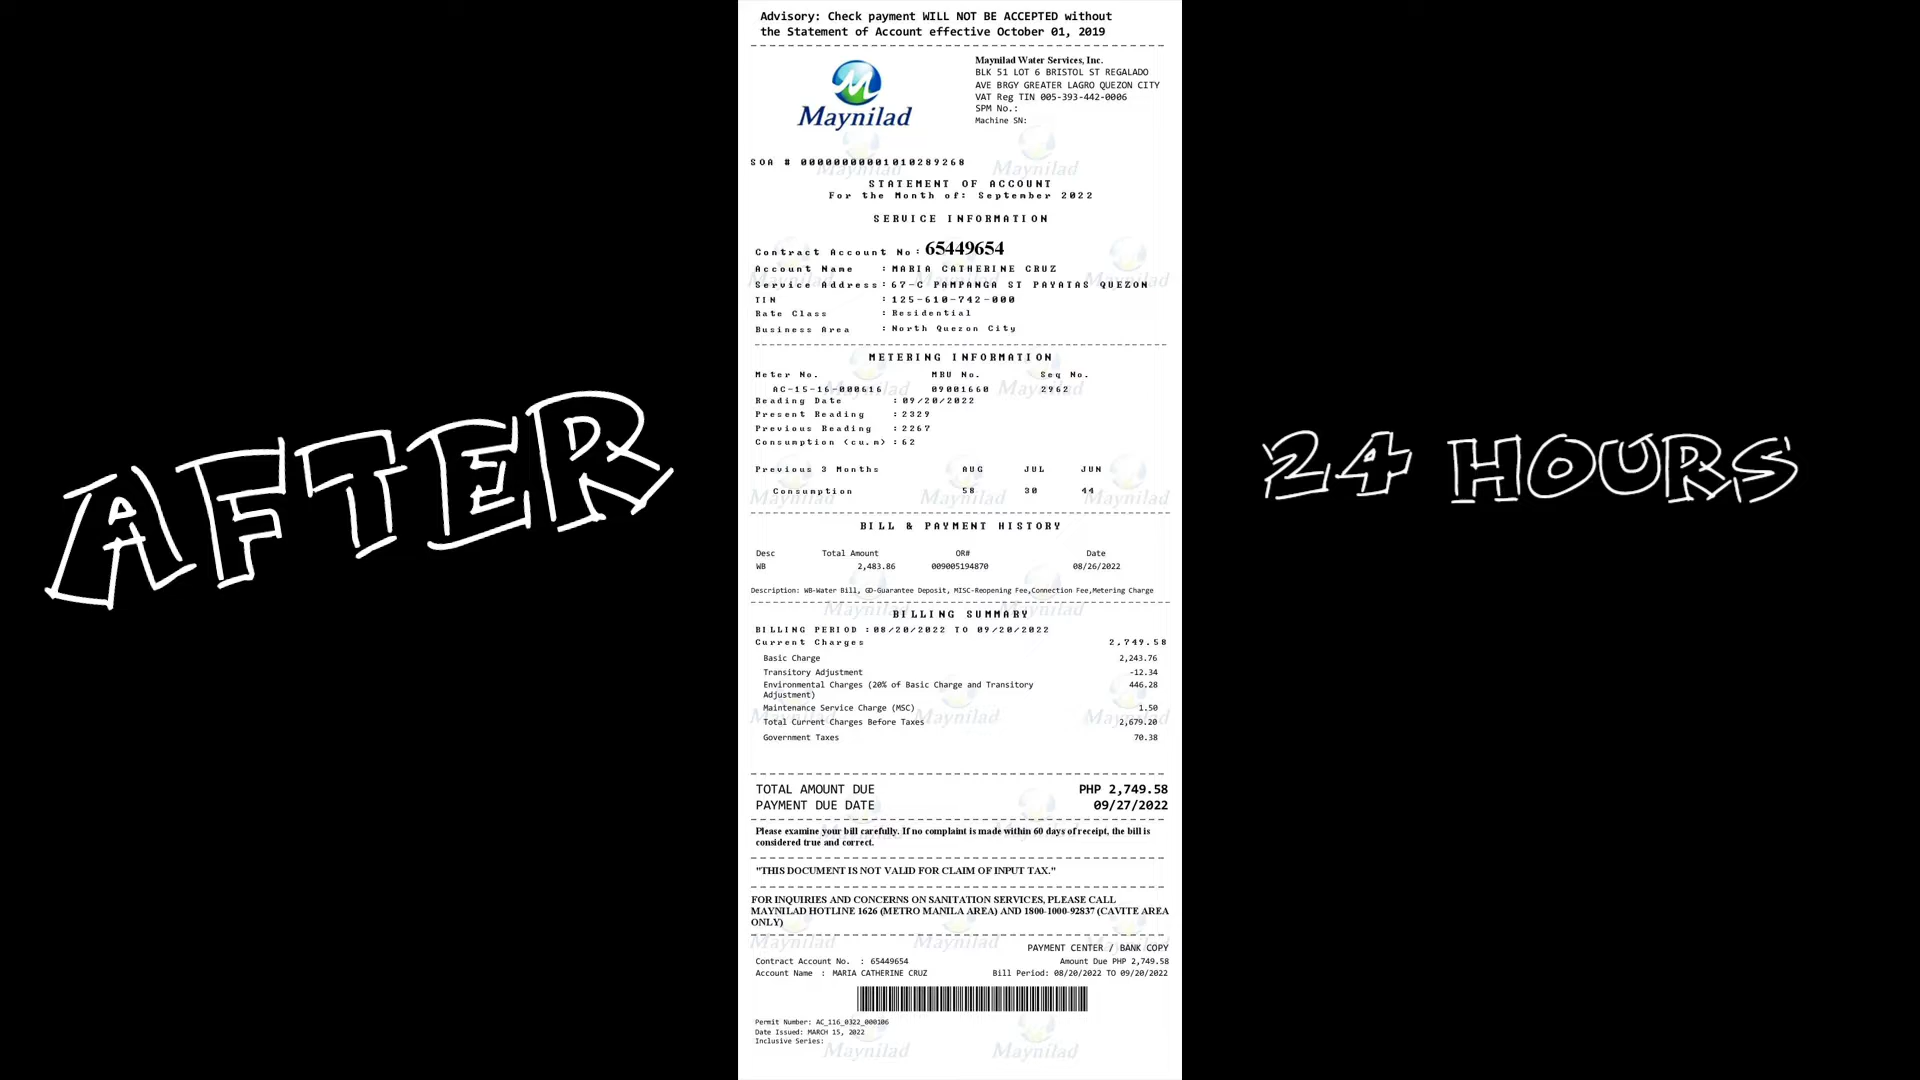 Advisory: Check payment WILL NOT BE ACCEPTED without
the Statement of Account effective October 01, 2019
Maynilad
Maynilad Water Services, Inc.
BLK 51 LOT 6 BRISTOL ST REGALADO
AVE BRGY GREATER LAGRO QUEZON CITY
VAT Reg TIN 005-393-442-0006
SPM No.:
Machine SN:
SOA # 00000000001010289268
STATEMENT OF ACCOUNT
For the Month of: September 2022
SERVICE INFORMATION
Contract Account No: 65449654
Account Name : MARIA CATHERINE CRUZ
Service Address: 67-C PAMPANGA ST PAYATAS QUEZON
TIN : 125-610-742-000
Rate Class : Residential
Business Area : North Quezon City
METERING INFORMATION
Meter No. MRU No. Seq No.
AC-15-16-000616 09001660 2962
Reading Date : 09/20/2022
Present Reading : 2329
Previous Reading : 2267
Consumption (cu.m) : 62
Previous 3 Months AUG JUL JUN
Consumption 58 30 44
BILL & PAYMENT HISTORY
Desc Total Amount OR# Date
WB 2,483.86 009005194870 08/26/2022
Description: WB-Water Bill, GD-Guarantee Deposit, MISC-Reopening Fee,Connection Fee,Metering Charge
BILLING SUMMARY
BILLING PERIOD : 08/20/2022 TO 09/20/2022
Current Charges 2,749.58
Basic Charge 2,243.76
Transitory Adjustment -12.34
Environmental Charges (20% of Basic Charge and Transitory 446.28
Adjustment)
Maintenance Service Charge (MSC) 1.50
Total Current Charges Before Taxes 2,679.20
Government Taxes 70.38
TOTAL AMOUNT DUE PHP 2,749.58
PAYMENT DUE DATE 09/27/2022
Please examine your bill carefully. If no complaint is made within 60 days of receipt, the bill is
considered true and correct.
"THIS DOCUMENT IS NOT VALID FOR CLAIM OF INPUT TAX."
FOR INQUIRIES AND CONCERNS ON SANITATION SERVICES, PLEASE CALL
MAYNILAD HOTLINE 1626 (METRO MANILA AREA) AND 1800-1000-92837 (CAVITE AREA
ONLY)
PAYMENT CENTER / BANK COPY
Contract Account No. : 65449654 Amount Due PHP 2,749.58
Account Name : MARIA CATHERINE CRUZ Bill Period: 08/20/2022 TO 09/20/2022
Permit Number: AC_116_0322_000106
Date Issued: MARCH 15, 2022
Inclusive Series:
AFTER
24 HOURS